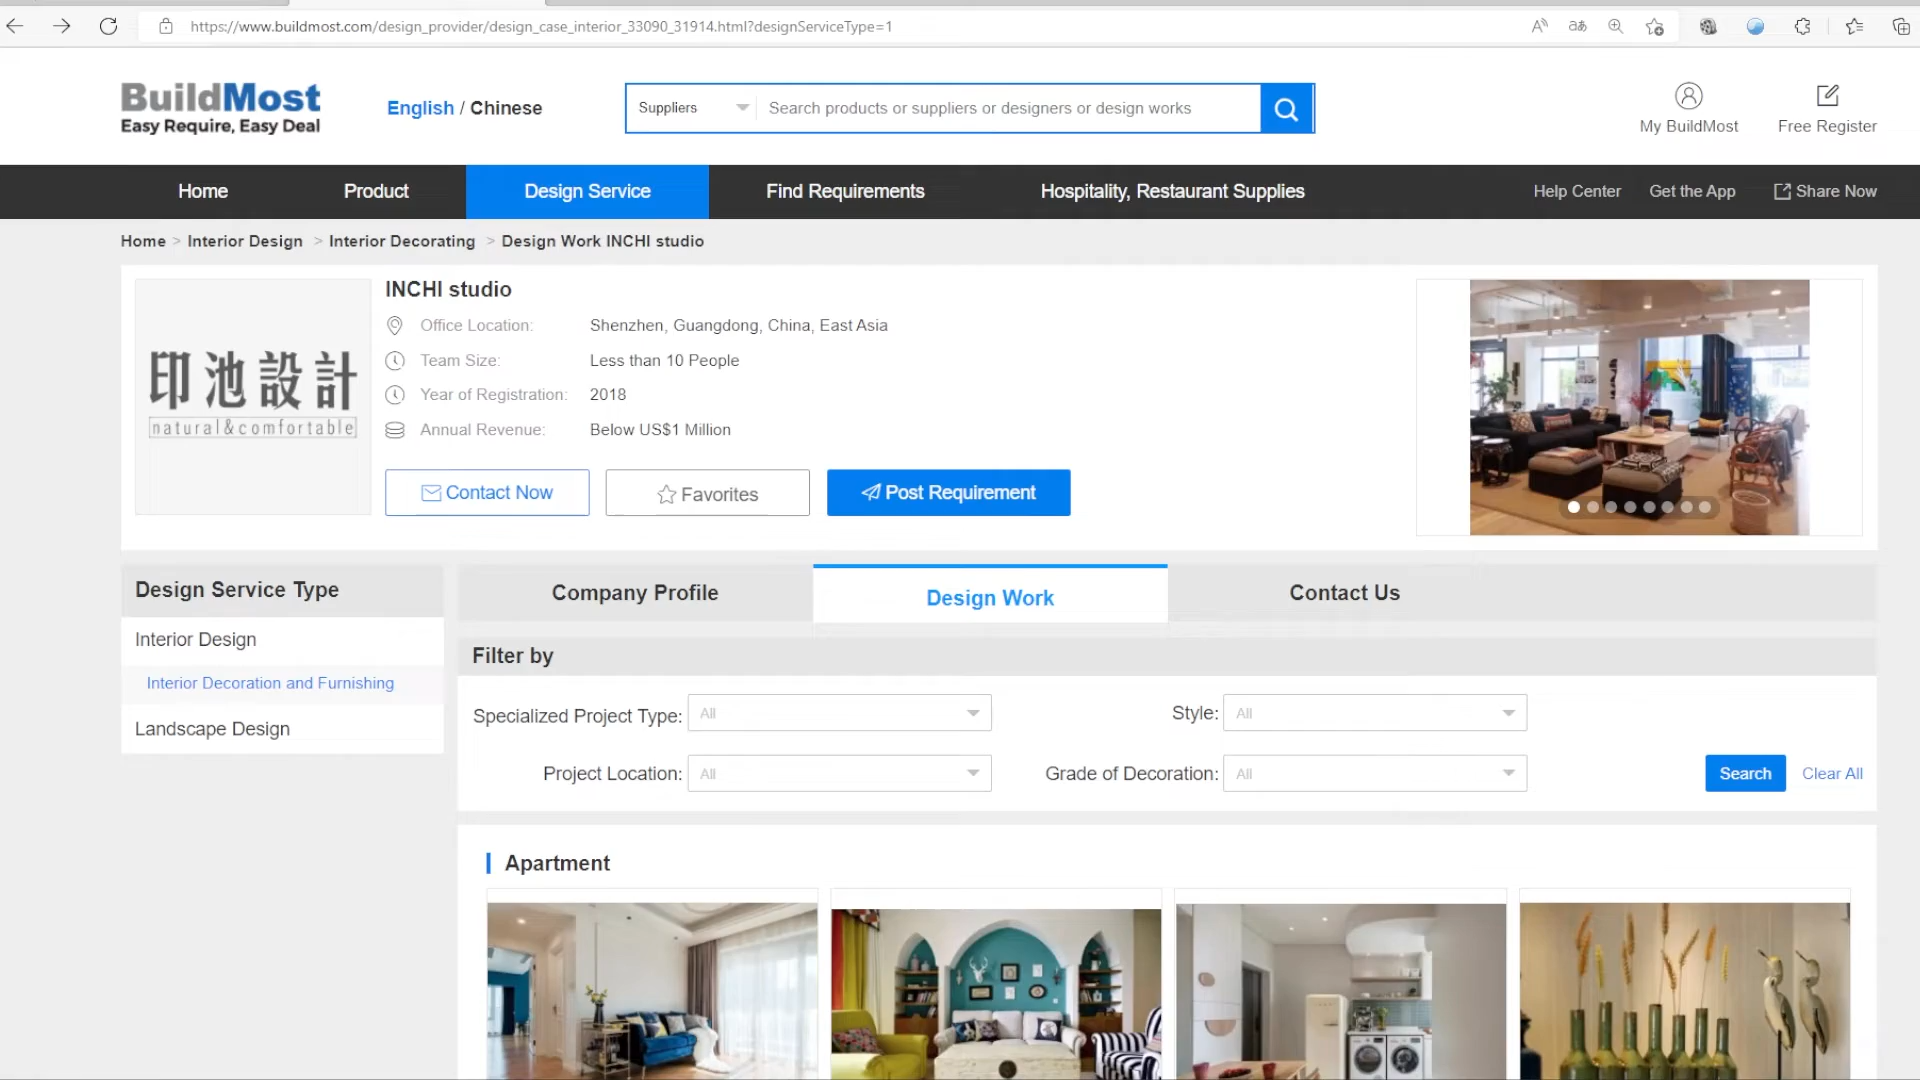 https://www.buildmost.com/design_provider/design_case_interior_33090_31914.html?designServiceType=1
BuildMost
Easy Require, Easy Deal
English / Chinese
Suppliers
Search products or suppliers or designers or design works
My BuildMost
Free Register
Home
Product
Design Service
Find Requirements
Hospitality, Restaurant Supplies
Help Center
Get the App
Share Now
Home > Interior Design > Interior Decorating > Design Work INCHI studio
印池設計
natural&comfortable
INCHI studio
Office Location: Shenzhen, Guangdong, China, East Asia
Team Size: Less than 10 People
Year of Registration: 2018
Annual Revenue: Below US$1 Million
Contact Now
Favorites
Post Requirement
Design Service Type
Interior Design
Interior Decoration and Furnishing
Landscape Design
Company Profile
Design Work
Contact Us
Filter by
Specialized Project Type: All
Style: All
Project Location: All
Grade of Decoration: All
Search
Clear All
Apartment